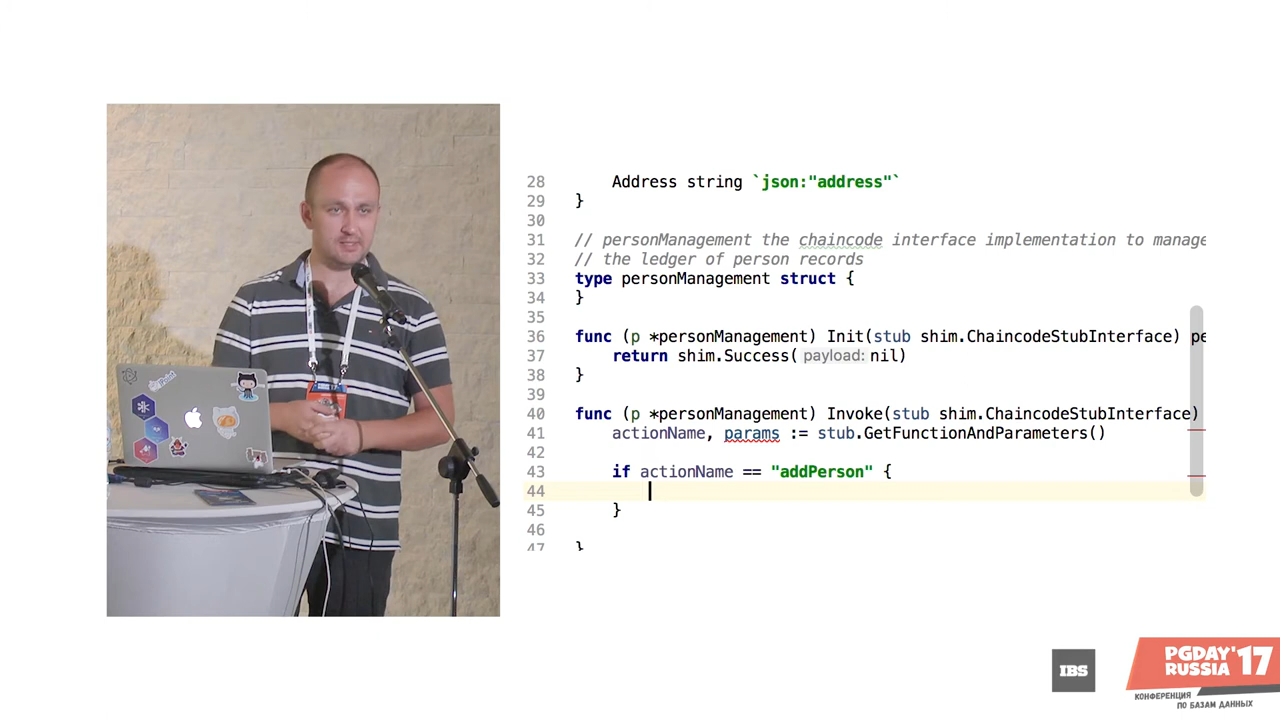 28 Address string `json:"address"`
29 }
30
31 // personManagement the chaincode interface implementation to manage
32 // the ledger of person records
33 type personManagement struct {
34 }
35
36 func (p *personManagement) Init(stub shim.ChaincodeStubInterface) pe
37 return shim.Success( payload: nil)
38 }
39
40 func (p *personManagement) Invoke(stub shim.ChaincodeStubInterface)
41 actionName, params := stub.GetFunctionAndParameters()
42
43 if actionName == "addPerson" {
44
45 }
46
47 }
IBS
PGDAY'17
RUSSIA
КОНФЕРЕНЦИЯ
ПО БАЗАМ ДАННЫХ